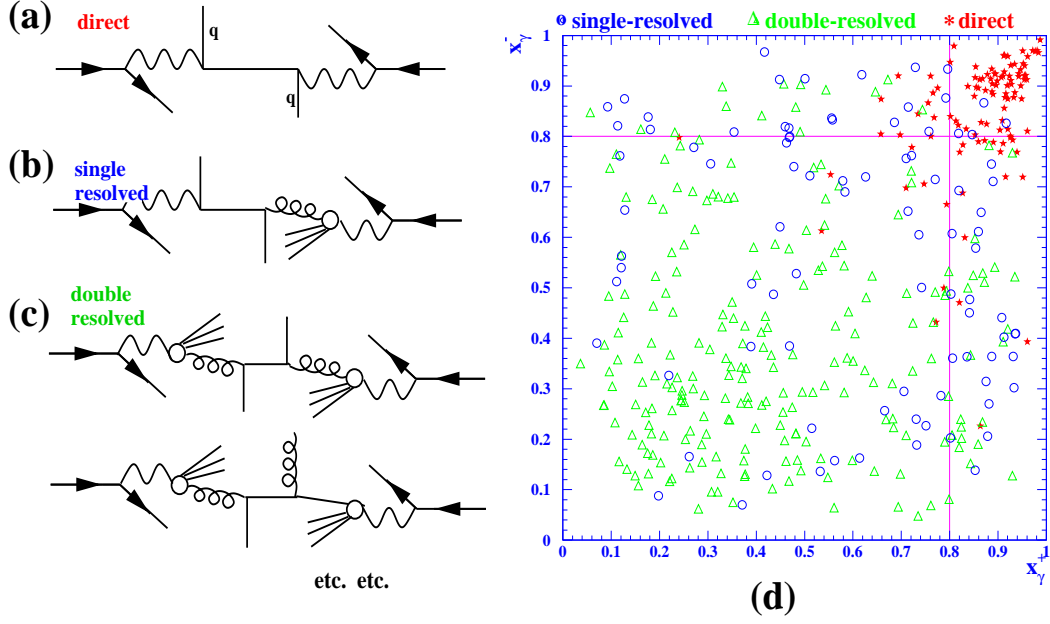 (a)
direct
q
q
(b)
single
resolved
(c)
double
resolved
etc. etc.
single-resolved
double-resolved
direct
x_γ^-
1
0.9
0.8
0.7
0.6
0.5
0.4
0.3
0.2
0.1
0
0 0.1 0.2 0.3 0.4 0.5 0.6 0.7 0.8 0.9 1
x_γ^+
(d)